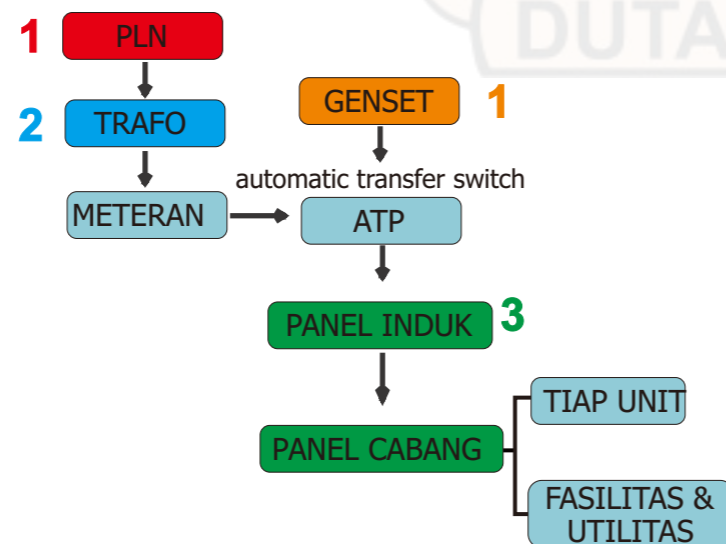 DUTA
1 PLN
GENSET 1
2 TRAFO
automatic transfer switch
METERAN
ATP
PANEL INDUK 3
TIAP UNIT
PANEL CABANG
FASILITAS &
UTILITAS